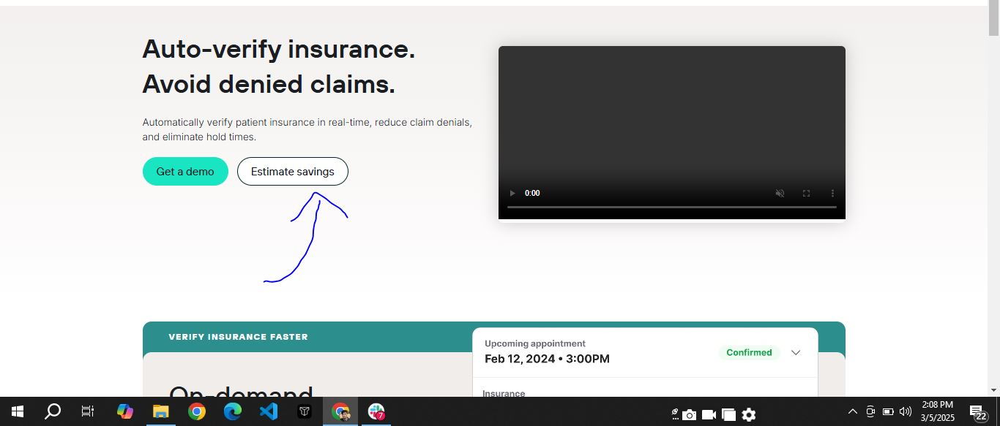 Auto-verify insurance.
Avoid denied claims.
Automatically verify patient insurance in real-time, reduce claim denials,
and eliminate hold times.
Get a demo
Estimate savings
0:00
VERIFY INSURANCE FASTER
On-demand
Upcoming appointment
Feb 12, 2024 • 3:00PM
Confirmed
Insurance
7
2:08 PM
3/5/2025
22